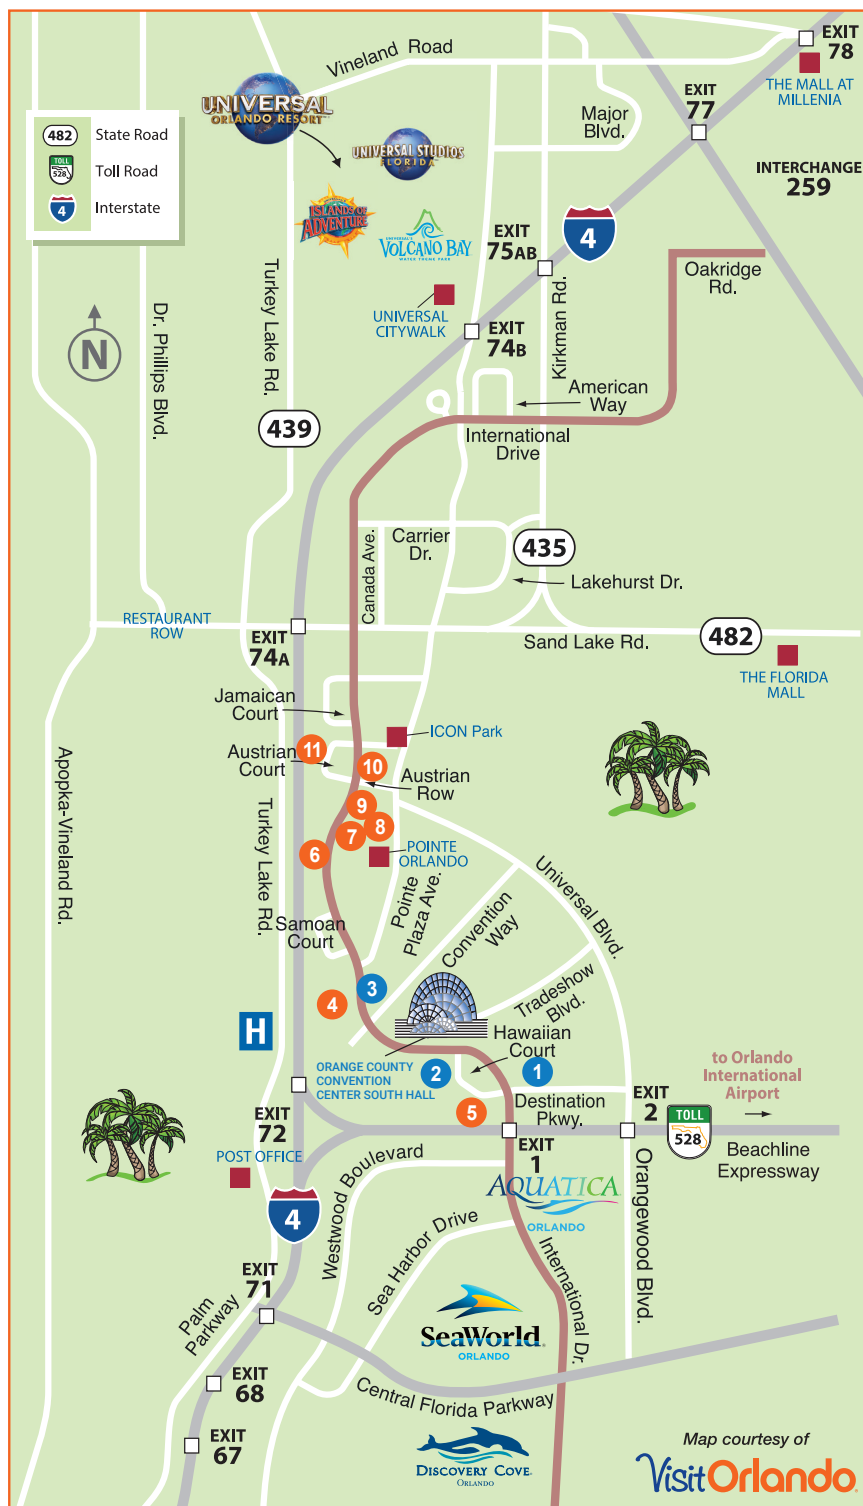 EXIT
78
THE MALL AT
MILLENIA
Vineland Road
UNIVERSAL
ORLANDO RESORT™
EXIT
77
Major
Blvd.
482 State Road
TOLL
528 Toll Road
4 Interstate
UNIVERSAL STUDIOS
FLORIDA
INTERCHANGE
259
ISLANDS OF
ADVENTURE
UNIVERSAL'S
VOLCANO BAY
WATER THEME PARK
EXIT
75AB
4
Oakridge
Rd.
Turkey Lake Rd.
Dr. Phillips Blvd.
UNIVERSAL
CITYWALK
EXIT
74B
Kirkman Rd.
N
American
Way
439
International
Drive
Canada Ave.
Carrier
Dr.
435
Lakehurst Dr.
RESTAURANT
ROW
EXIT
74A
Sand Lake Rd.
482
THE FLORIDA
MALL
Jamaican
Court
ICON Park
11
Austrian
Court
10
Austrian
Row
Apopka-Vineland Rd.
Turkey Lake Rd.
9
8
7
6
POINTE
ORLANDO
Universal Blvd.
Pointe
Plaza Ave.
Samoan
Court
Convention
Way
3
4
Tradeshow
Blvd.
H
Hawaiian
Court
ORANGE COUNTY
CONVENTION
CENTER SOUTH HALL
2
1
to Orlando
International
Airport
5
Destination
Pkwy.
EXIT
2
TOLL
528
EXIT
72
EXIT
1
Beachline
Expressway
POST OFFICE
Westwood Boulevard
AQUATICA
ORLANDO
4
Orangewood Blvd.
Sea Harbor Drive
International Dr.
EXIT
71
Palm
Parkway
SeaWorld
ORLANDO
EXIT
68
Central Florida Parkway
EXIT
67
DISCOVERY COVE
ORLANDO
Map courtesy of
Visit Orlando